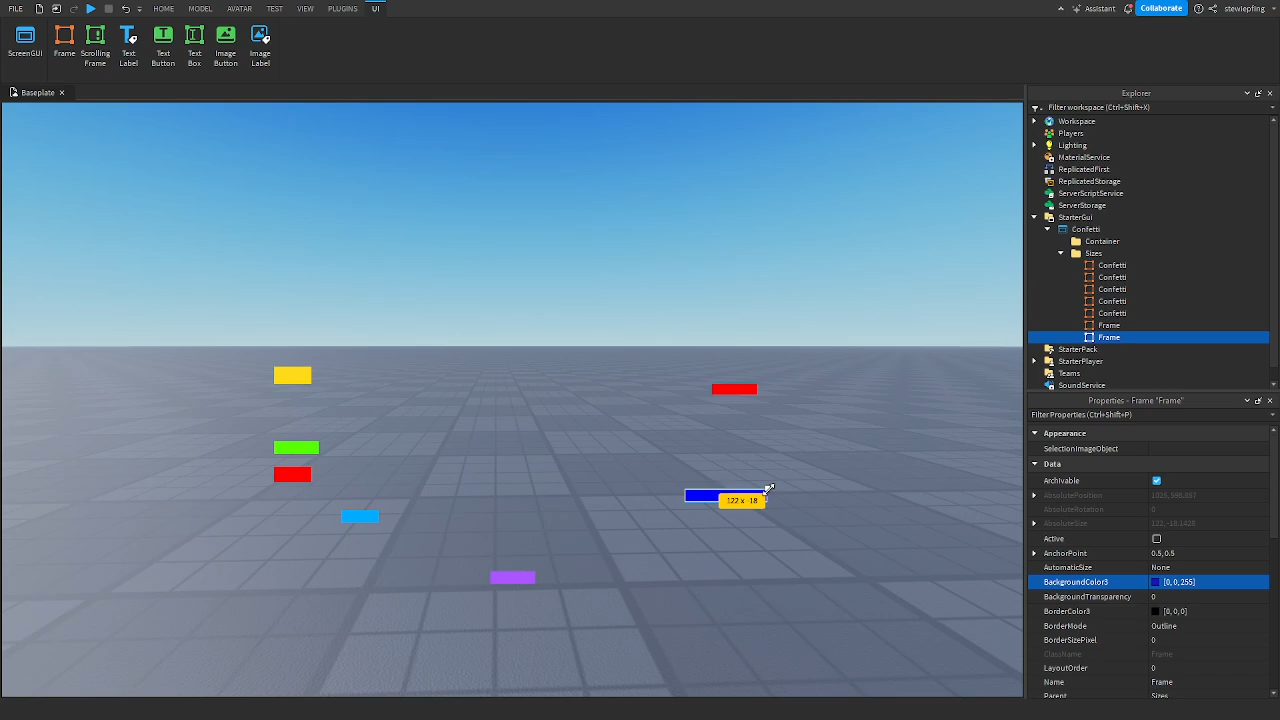 FILE HOME MODEL AVATAR TEST VIEW PLUGINS UI Assistant Collaborate stewiepfing
ScreenGUI Frame Scrolling Frame Text Label Text Button Text Box Image Button Image Label
Baseplate
Explorer
Filter workspace (Ctrl+Shift+X)
Workspace
Players
Lighting
MaterialService
ReplicatedFirst
ReplicatedStorage
ServerScriptService
ServerStorage
StarterGui
Confetti
Container
Sizes
Confetti
Confetti
Confetti
Confetti
Confetti
Frame
Frame
StarterPack
StarterPlayer
Teams
SoundService
122 x -18
Properties - Frame "Frame"
Filter Properties (Ctrl+Shift+P)
Appearance
SelectionImageObject
Data
Archivable
AbsolutePosition
AbsoluteRotation 0
AbsoluteSize 122,-18.1428
Active
AnchorPoint 0.5,0.5
AutomaticSize None
BackgroundColor3 [0,0,255]
BackgroundTransparency 0
BorderColor3 [0,0,0]
BorderMode Outline
BorderSizePixel 0
ClassName Frame
LayoutOrder 0
Name Frame
Parent Sizes